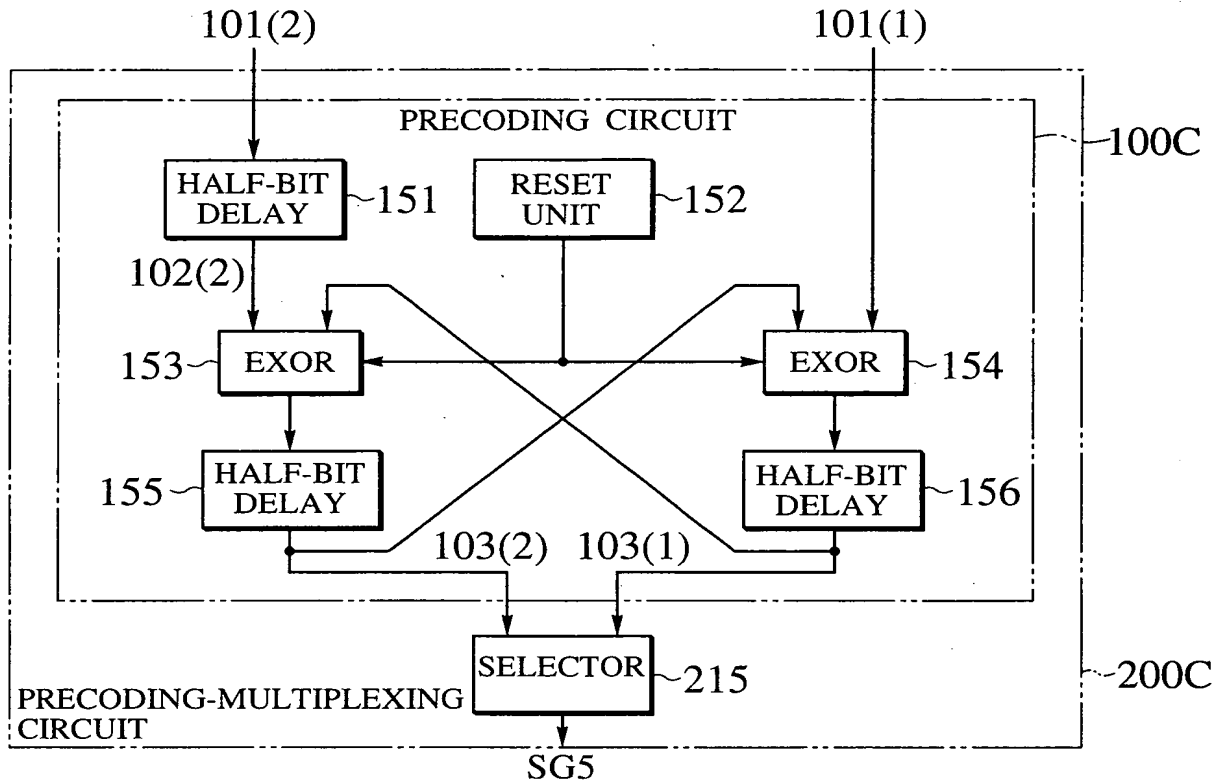 101(2)
101(1)
PRECODING CIRCUIT
100C
HALF-BIT
DELAY
151
RESET
UNIT
152
102(2)
153
EXOR
EXOR
154
155
HALF-BIT
DELAY
HALF-BIT
DELAY
156
103(2)
103(1)
SELECTOR
215
200C
PRECODING-MULTIPLEXING
CIRCUIT
SG5